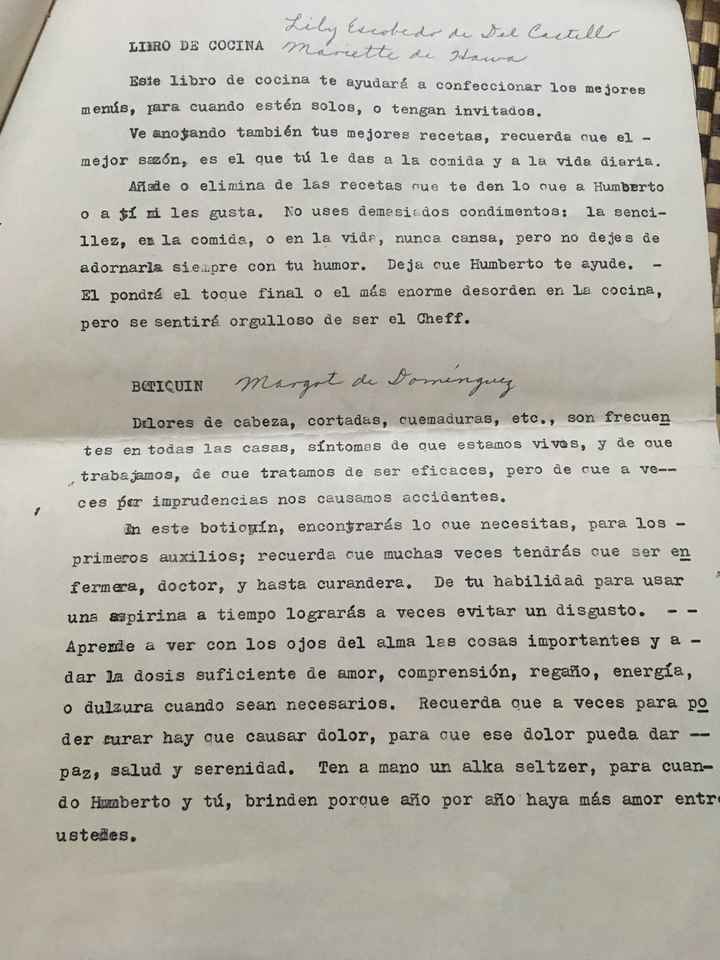 Lily Escobedo de Del Castillo
LIBRO DE COCINA Mariette de Hawa
Este libro de cocina te ayudará a confeccionar los mejores
menús, para cuando estén solos, o tengan invitados.
Ve anotando también tus mejores recetas, recuerda que el -
mejor sazón, es el que tú le das a la comida y a la vida diaria.
Añade o elimina de las recetas que te den lo que a Humberto
o a tí ni les gusta. No uses demasiados condimentos: la senci-
llez, en la comida, o en la vida, nunca cansa, pero no dejes de
adornarla siempre con tu humor. Deja que Humberto te ayude. -
El pondrá el toque final o el más enorme desorden en la cocina,
pero se sentirá orgulloso de ser el Cheff.
BOTIQUIN Margot de Domínguez
Dolores de cabeza, cortadas, quemaduras, etc., son frecuen
tes en todas las casas, síntomas de que estamos vivos, y de que
trabajamos, de que tratamos de ser eficaces, pero de que a ve--
ces por imprudencias nos causamos accidentes.
En este botiquín, encontrarás lo que necesitas, para los -
primeros auxilios; recuerda que muchas veces tendrás que ser en
fermera, doctor, y hasta curandera. De tu habilidad para usar
una aspirina a tiempo lograrás a veces evitar un disgusto. - -
Aprende a ver con los ojos del alma las cosas importantes y a -
dar la dosis suficiente de amor, comprensión, regaño, energía,
o dulzura cuando sean necesarios. Recuerda que a veces para po
der curar hay que causar dolor, para que ese dolor pueda dar --
paz, salud y serenidad. Ten a mano un alka seltzer, para cuan-
do Humberto y tú, brinden porque año por año haya más amor entre
ustedes.